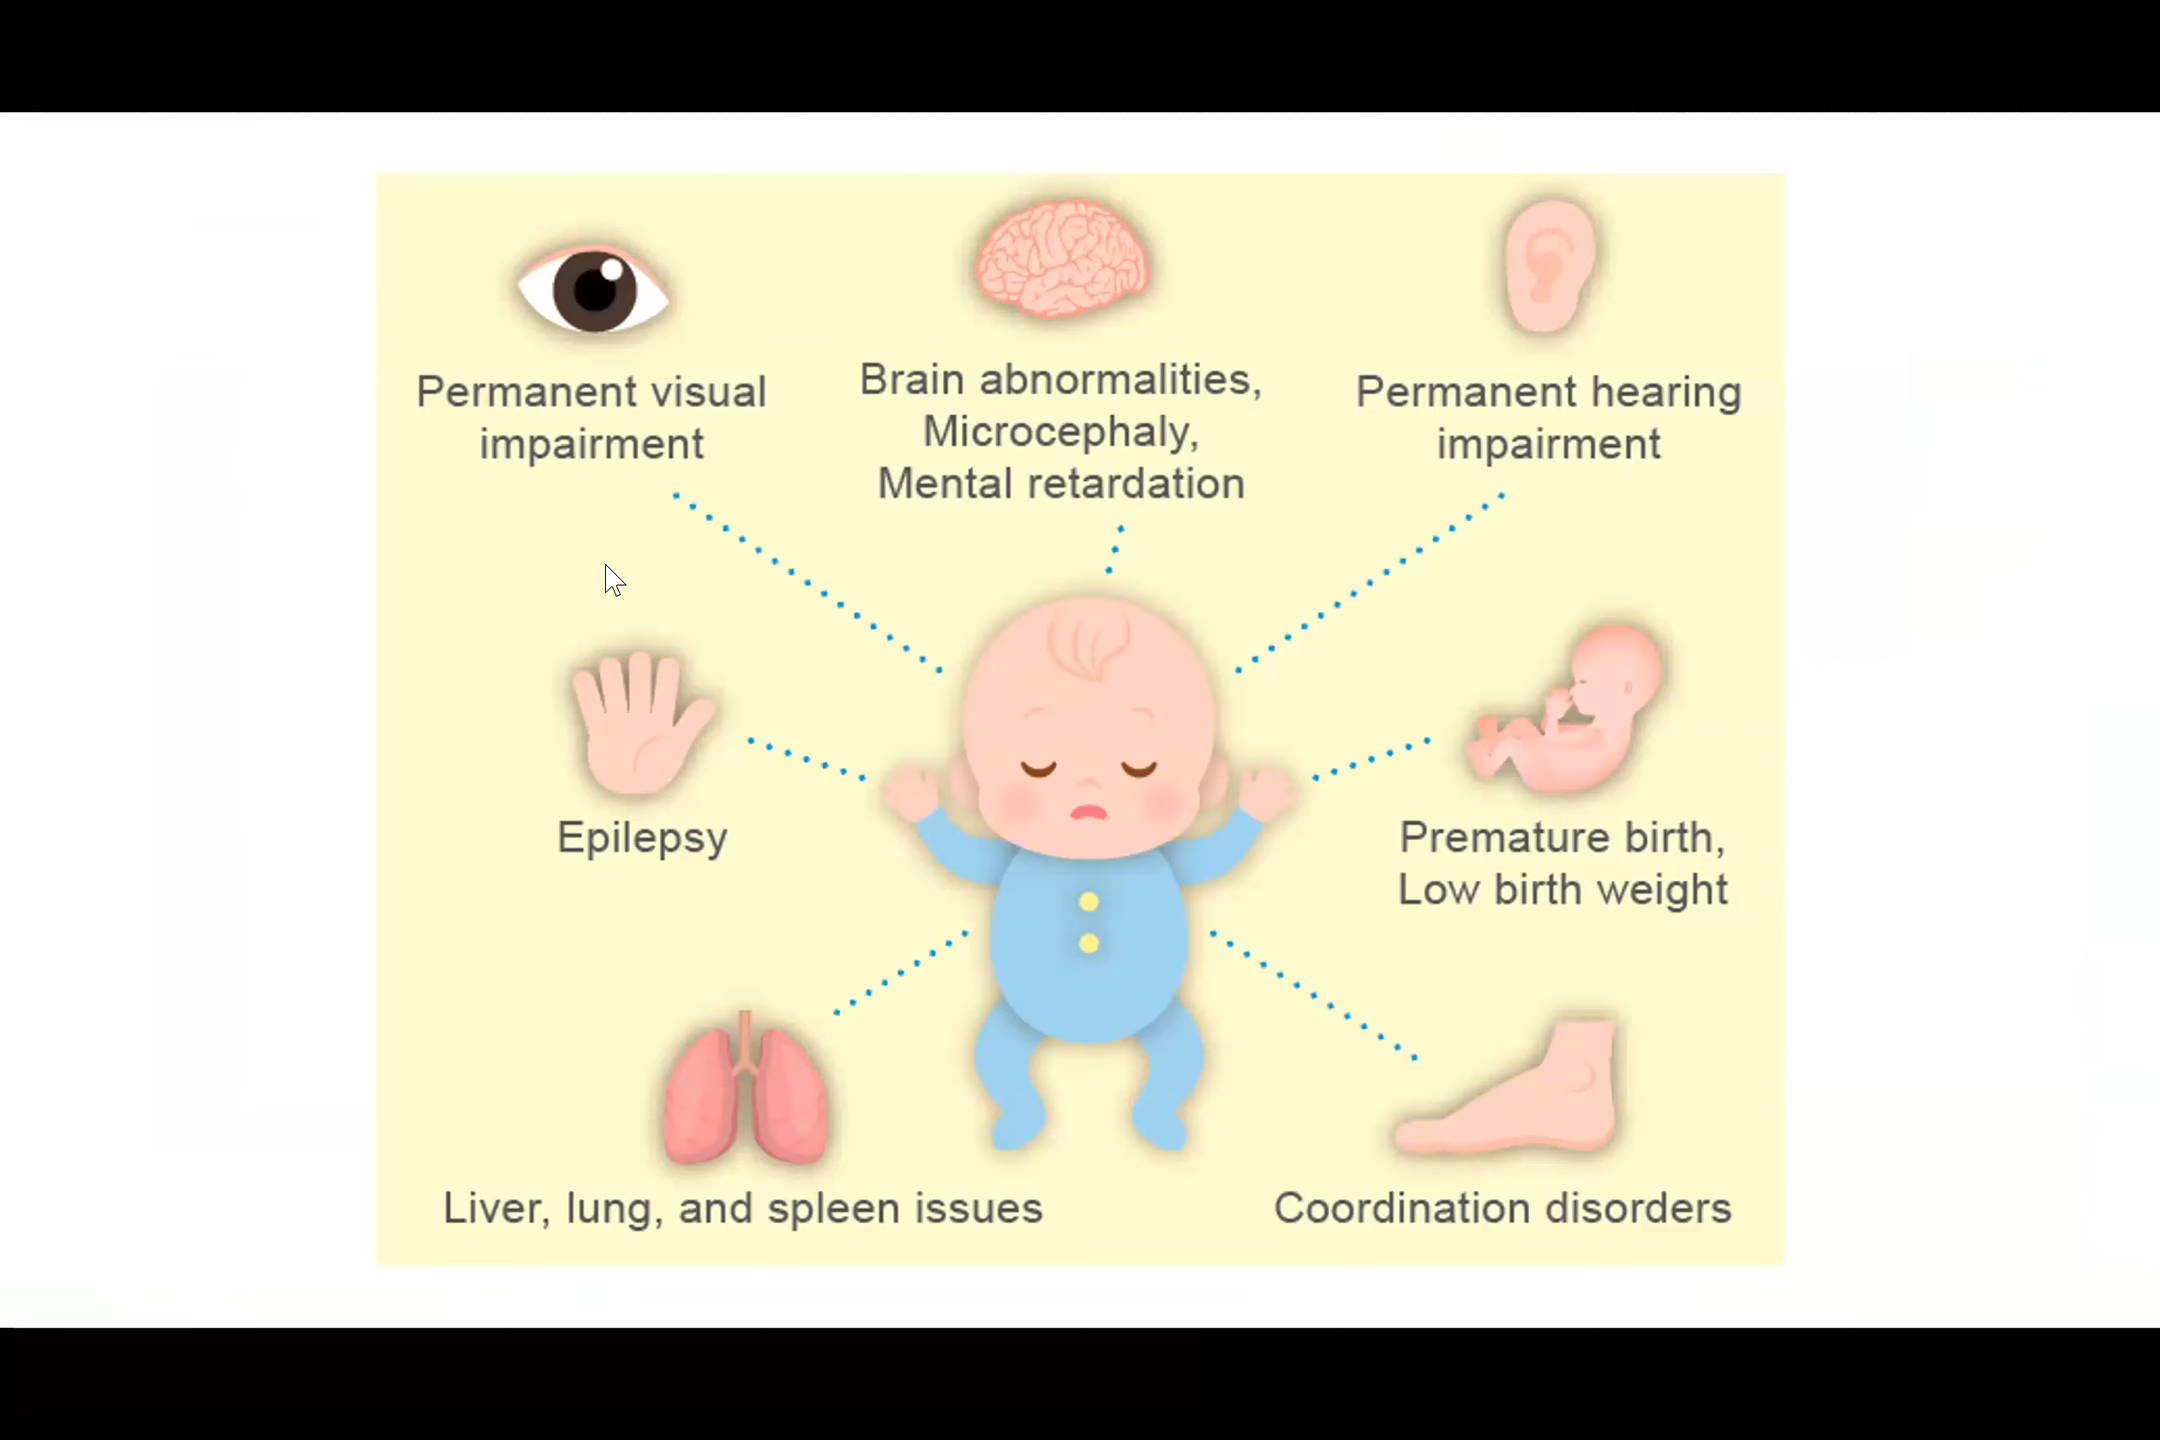 Permanent visual
impairment
Brain abnormalities,
Microcephaly,
Mental retardation
Permanent hearing
impairment
Epilepsy
Premature birth,
Low birth weight
Liver, lung, and spleen issues
Coordination disorders